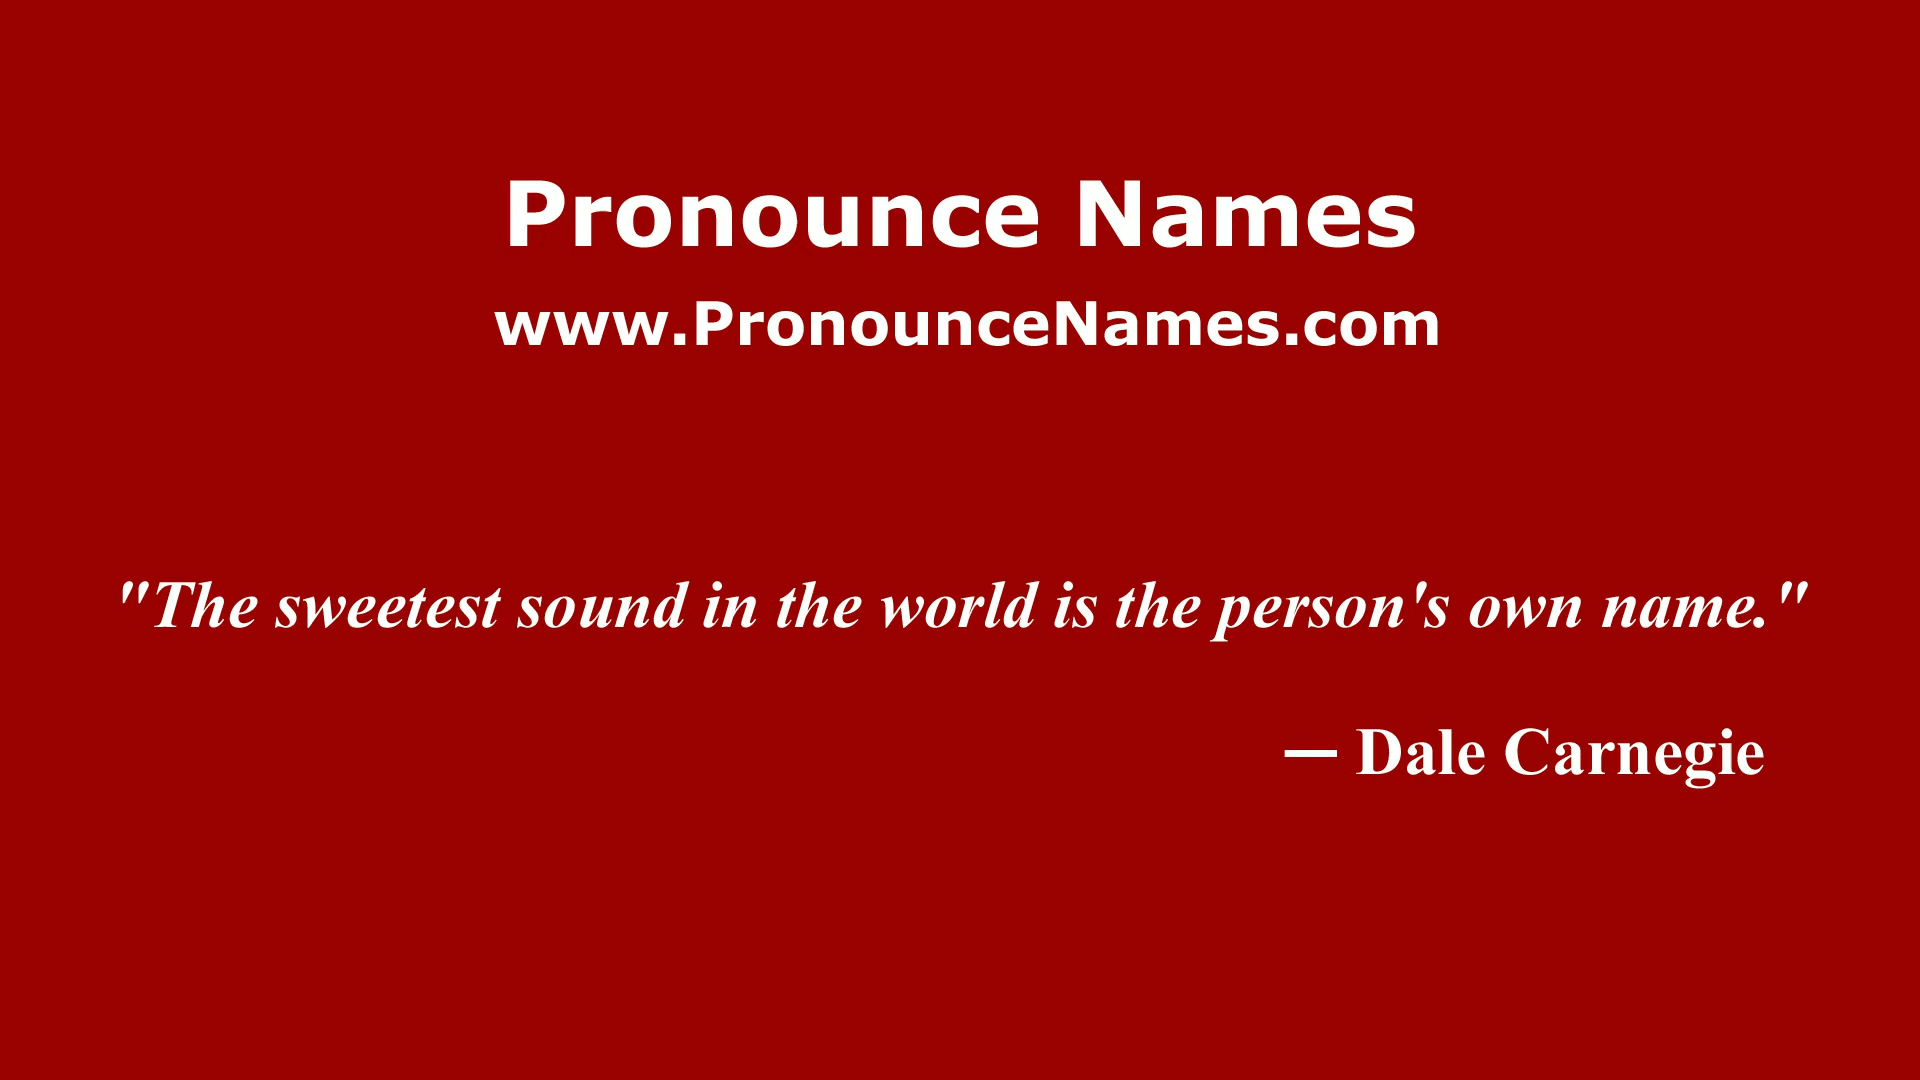 Pronounce Names
www.PronounceNames.com
"The sweetest sound in the world is the person's own name."
— Dale Carnegie